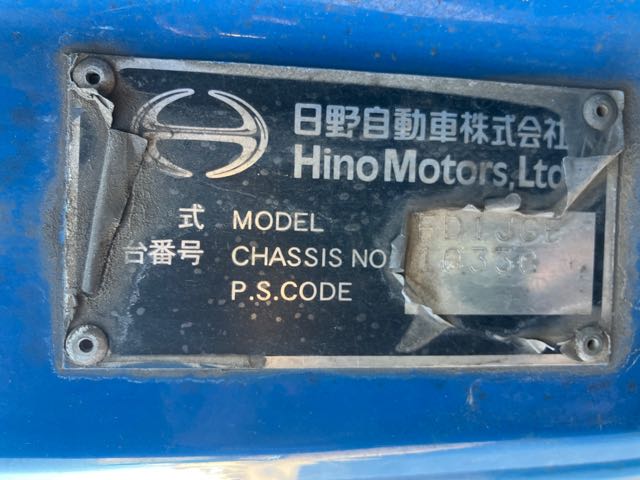 日野自動車株式会社
Hino Motors, Ltd
式 MODEL
台番号 CHASSIS NO
P.S.CODE